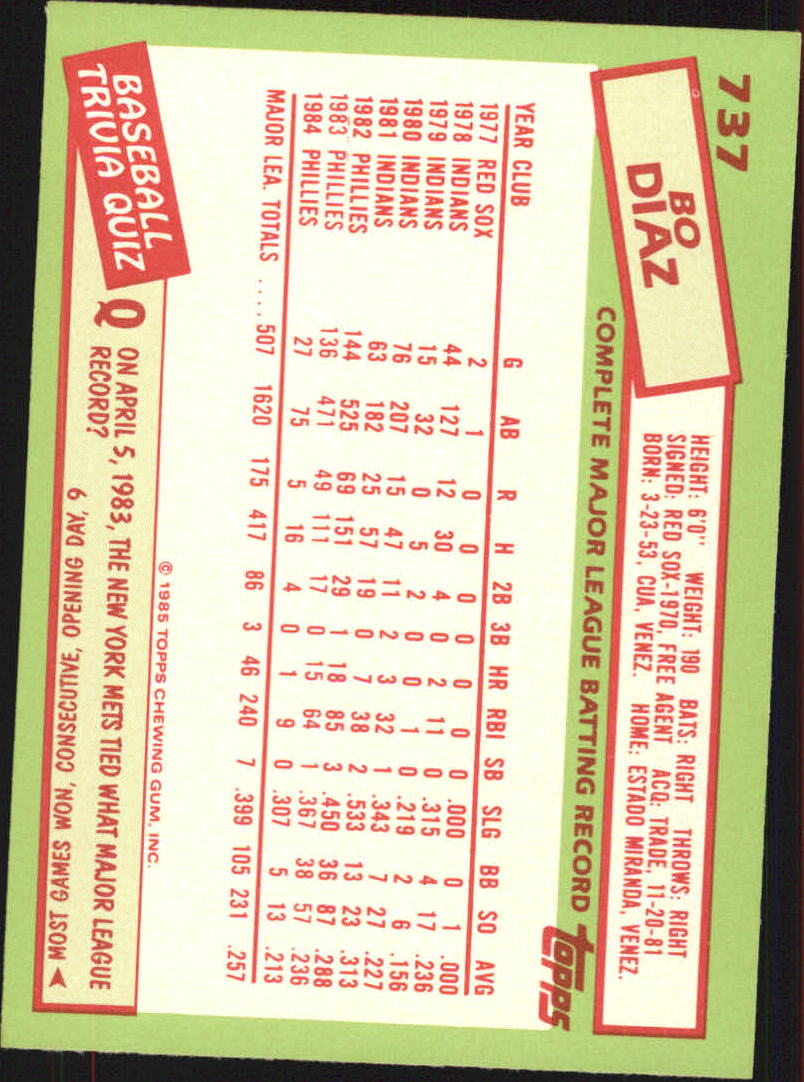 737
BO
DIAZ
HEIGHT: 6'0" WEIGHT: 190 BATS: RIGHT THROWS: RIGHT
SIGNED: RED SOX-1970, FREE AGENT ACQ: TRADE, 11-20-81
BORN: 3-23-53, CUA, VENEZ. HOME: ESTADO MIRANDA, VENEZ.
COMPLETE MAJOR LEAGUE BATTING RECORD topps
YEAR CLUB G AB R H 2B 3B HR RBI SB SLG BB SO AVG
1977 RED SOX 2 1 0 0 0 0 0 0 0 .000 0 1 .000
1978 INDIANS 44 127 12 30 4 0 2 11 0 .315 4 17 .236
1979 INDIANS 15 32 0 5 2 0 0 1 0 .219 2 6 .156
1980 INDIANS 76 207 15 47 11 2 3 32 1 .343 7 27 .227
1981 INDIANS 63 182 25 57 19 0 7 38 2 .533 13 23 .313
1982 PHILLIES 144 525 69 151 29 1 18 85 3 .450 36 87 .288
1983 PHILLIES 136 471 49 111 17 0 15 64 1 .367 38 57 .236
1984 PHILLIES 27 75 5 16 4 0 1 9 0 .307 5 13 .213
MAJOR LEA. TOTALS .... 507 1620 175 417 86 3 46 240 7 .399 105 231 .257
© 1985 TOPPS CHEWING GUM, INC.
BASEBALL
TRIVIA QUIZ
Q ON APRIL 5, 1983, THE NEW YORK METS TIED WHAT MAJOR LEAGUE
RECORD?
MOST GAMES WON, CONSECUTIVE, OPENING DAY,
9